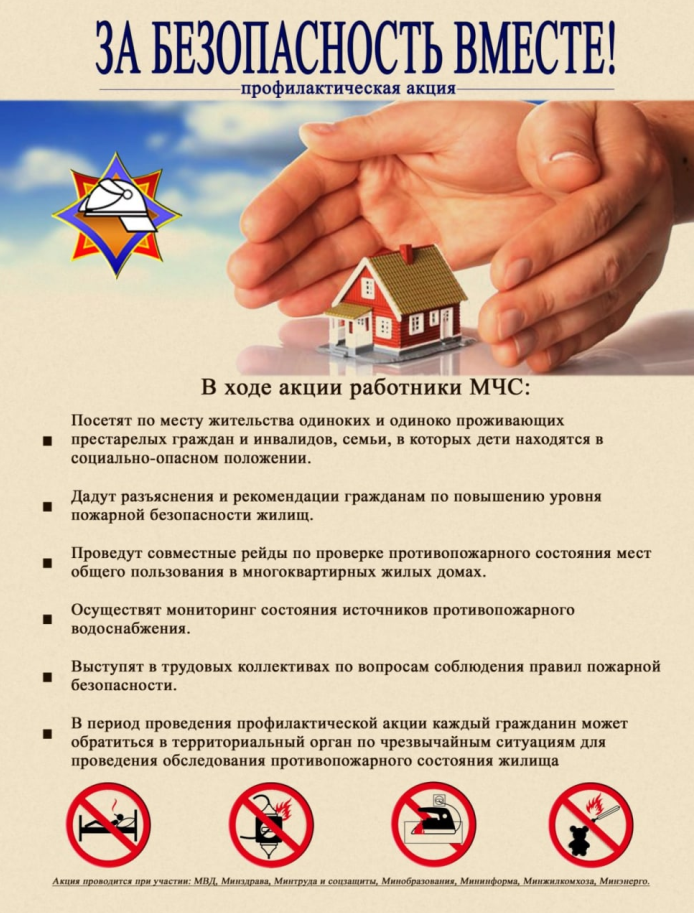 ЗА БЕЗОПАСНОСТЬ ВМЕСТЕ!
профилактическая акция
В ходе акции работники МЧС:
Посетят по месту жительства одиноких и одиноко проживающих
престарелых граждан и инвалидов, семьи, в которых дети находятся в
социально-опасном положении.
Дадут разъяснения и рекомендации гражданам по повышению уровня
пожарной безопасности жилищ.
Проведут совместные рейды по проверке противопожарного состояния мест
общего пользования в многоквартирных жилых домах.
Осуществят мониторинг состояния источников противопожарного
водоснабжения.
Выступят в трудовых коллективах по вопросам соблюдения правил пожарной
безопасности.
В период проведения профилактической акции каждый гражданин может
обратиться в территориальный орган по чрезвычайным ситуациям для
проведения обследования противопожарного состояния жилища
Акция проводится при участии: МВД, Минздрава, Минтруда и соцзащиты, Минобразования, Мининформа, Минжилкомхоза, Минэнерго.